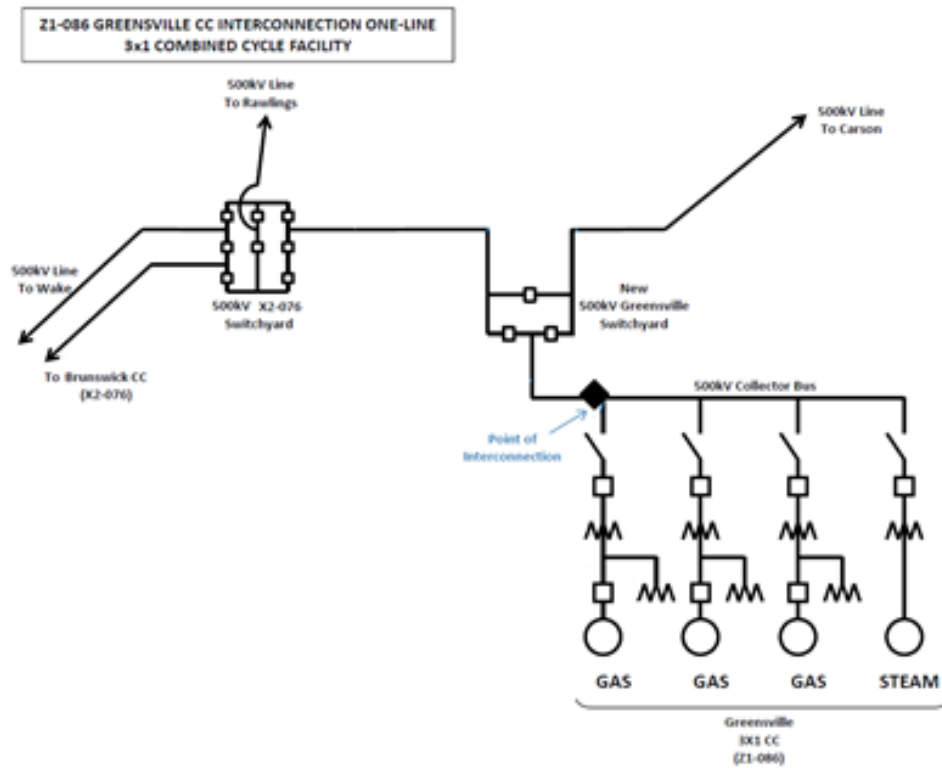 Z1-086 GREENSVILLE CC INTERCONNECTION ONE-LINE
3x1 COMBINED CYCLE FACILITY
500kV Line
To Rawlings
500kV Line
To Carson
500kV Line
To Wake
500kV X2-076
Switchyard
New
500kV Greensville
Switchyard
To Brunswick CC
(X2-076)
500kV Collector Bus
Point of
Interconnection
GAS GAS GAS STEAM
Greensville
3X1 CC
(Z1-086)